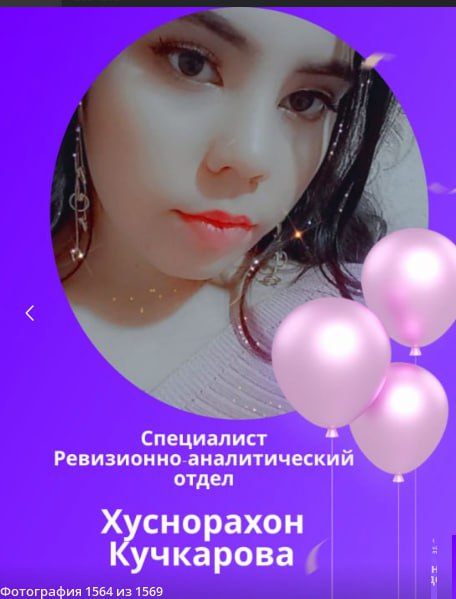 Специалист
Ревизионно-аналитический
отдел
Хуснорахон
Кучкарова
Фотография 1564 из 1569